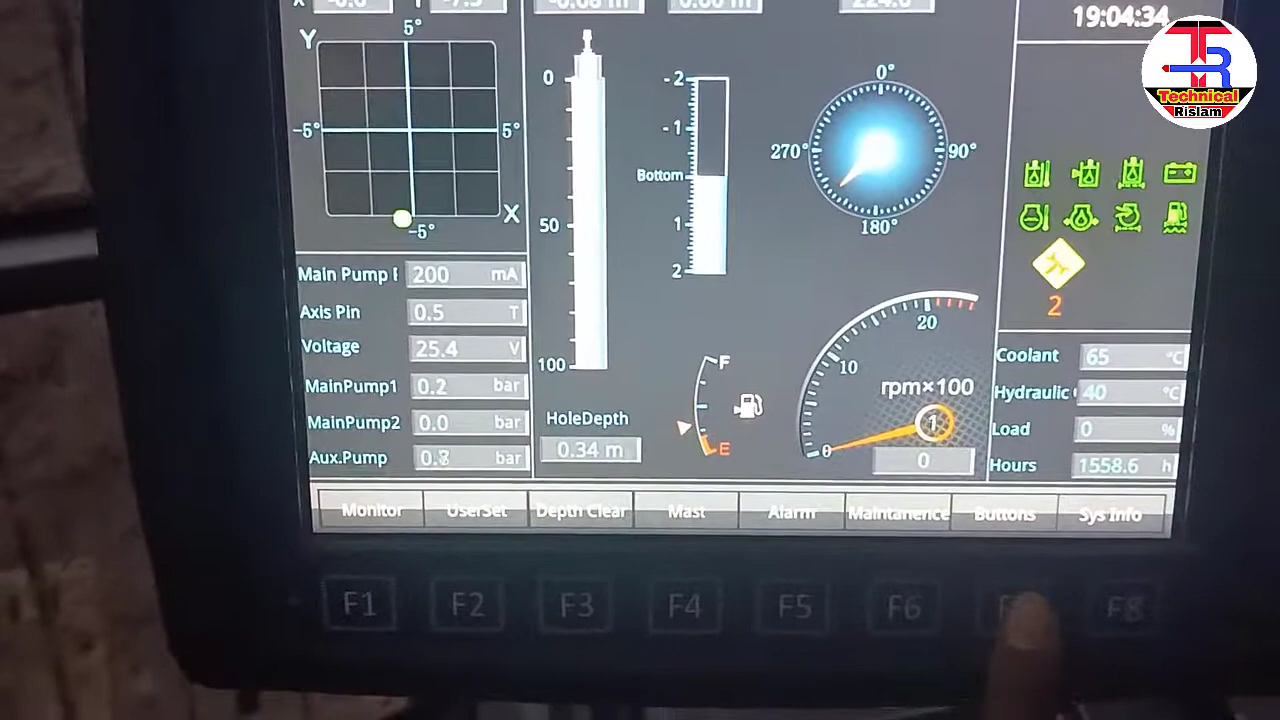 X
Y
19:04:34
Technical
Rislam
5°
Y
-5°
5°
X
-5°
0
50
100
-2
-1
Bottom
1
2
0°
270°
90°
180°
2
Main Pump
200 mA
Axis Pin
0.5 T
Voltage
25.4 V
MainPump1
0.2 bar
MainPump2
0.0 bar
Aux.Pump
bar
HoleDepth
0.34 m
F
E
0
10
20
rpm×100
1
0
Coolant
65 °C
Hydraulic
40 °C
Load
0 %
Hours
1558.6 h
Monitor
UserSet
Depth Clear
Mast
Alarm
Maintanence
Buttons
Sys Info
F1
F2
F3
F4
F5
F6
F8